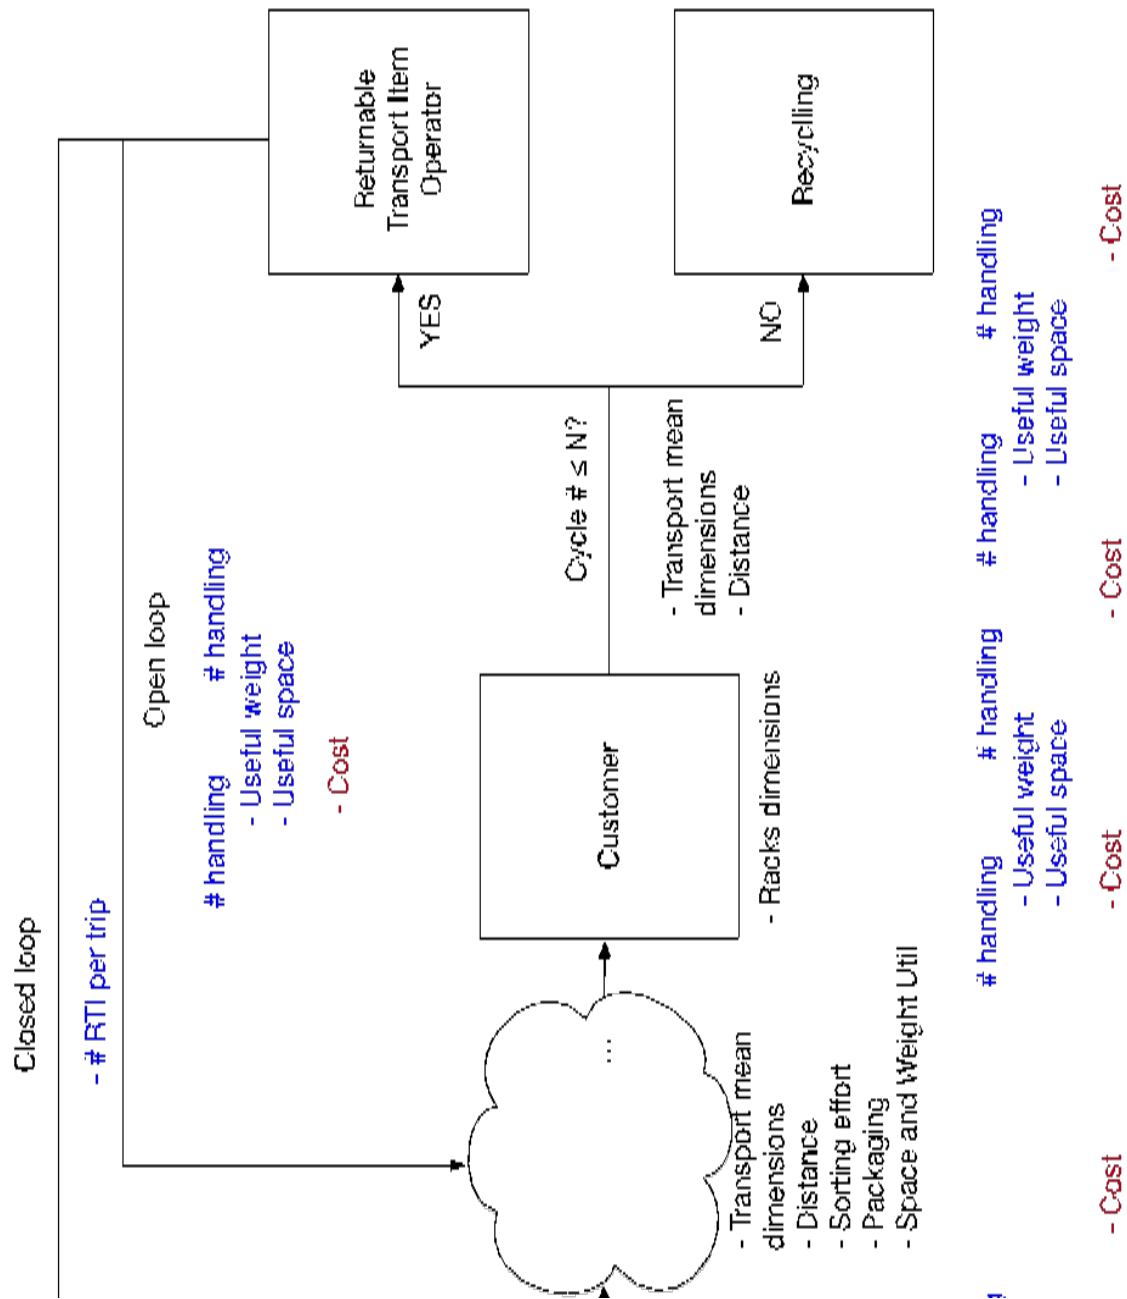 Closed loop
- # RTI per trip
Open loop
# handling
# handling
- Useful weight
- Useful space
- Cost
Returnable
Transport Item
Operator
YES
Cycle # ≤ N?
...
Customer
- Transport mean
dimensions
- Distance
NO
Recyclling
- Transport mean
dimensions
- Distance
- Sorting effort
- Packaging
- Space and Weight Util
- Racks dimensions
# handling
# handling
- Useful weight
- Useful space
# handling
# handling
- Useful weight
- Useful space
- Cost
- Cost
- Cost
- Cost